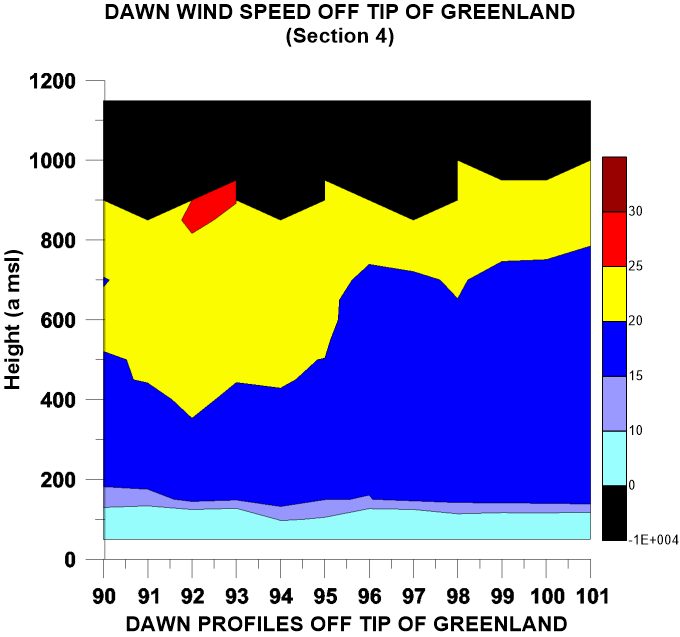 DAWN WIND SPEED OFF TIP OF GREENLAND
(Section 4)
Height (a msl)
1200
1000
800
600
400
200
0
90 91 92 93 94 95 96 97 98 99 100 101
DAWN PROFILES OFF TIP OF GREENLAND
30
25
20
15
10
0
-1E+004